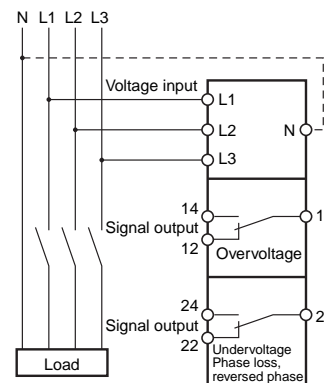 N L1 L2 L3
Voltage input
L1
L2
N
L3
14
1
Signal output
12
Overvoltage
24
2
Signal output
22
Undervoltage
Phase loss,
reversed phase
Load